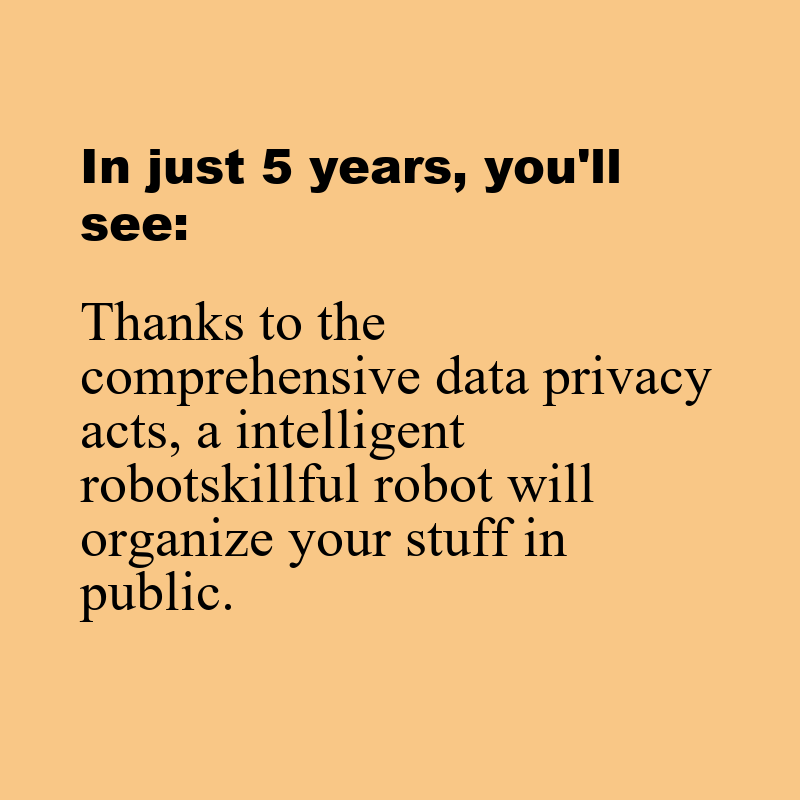 In just 5 years, you'll
see:
Thanks to the
comprehensive data privacy
acts, a intelligent
robotskillful robot will
organize your stuff in
public.